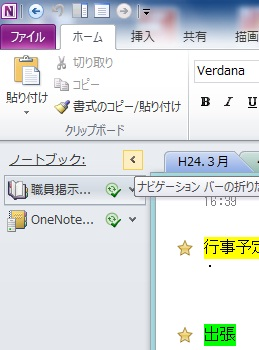 ファイル ホーム 挿入 共有 描画
切り取り
コピー
Verdana
貼り付け
書式のコピー/貼り付け
B I
クリップボード
ノートブック:
H24.３月
職員掲示...
ナビゲーション バーの折りた
16:39
OneNote...
行事予定
出張